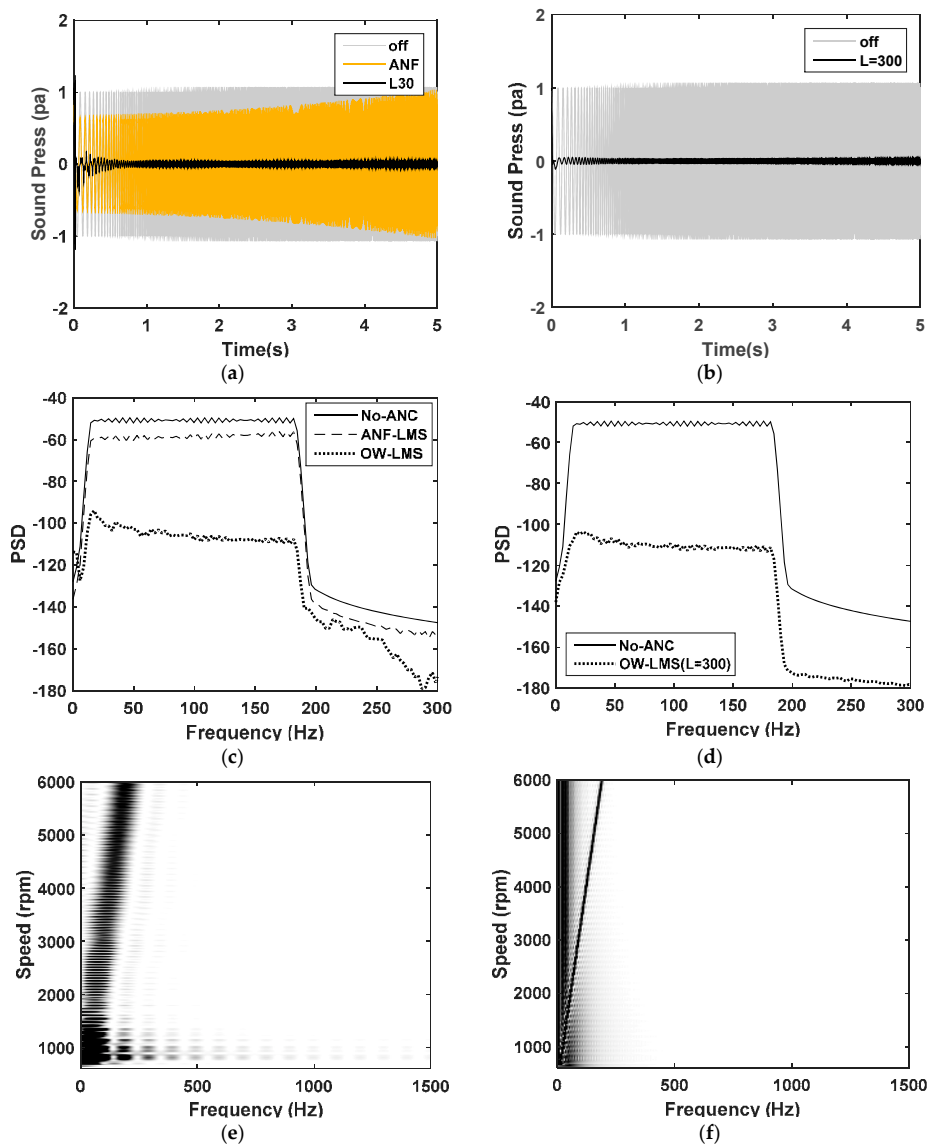 2
1
0
-1
-2
Sound Press (pa)
off
ANF
L30
0 1 2 3 4 5
Time(s)
(a)
2
1
0
-1
-2
Sound Press (pa)
off
L=300
0 1 2 3 4 5
Time(s)
(b)
-40
-60
-80
-100
-120
-140
-160
-180
PSD
No-ANC
ANF-LMS
OW-LMS
0 50 100 150 200 250 300
Frequency (Hz)
(c)
-40
-60
-80
-100
-120
-140
-160
-180
PSD
No-ANC
OW-LMS(L=300)
0 50 100 150 200 250 300
Frequency (Hz)
(d)
6000
5000
4000
3000
2000
1000
Speed (rpm)
0 500 1000 1500
Frequency (Hz)
(e)
6000
5000
4000
3000
2000
1000
Speed (rpm)
0 500 1000 1500
Frequency (Hz)
(f)